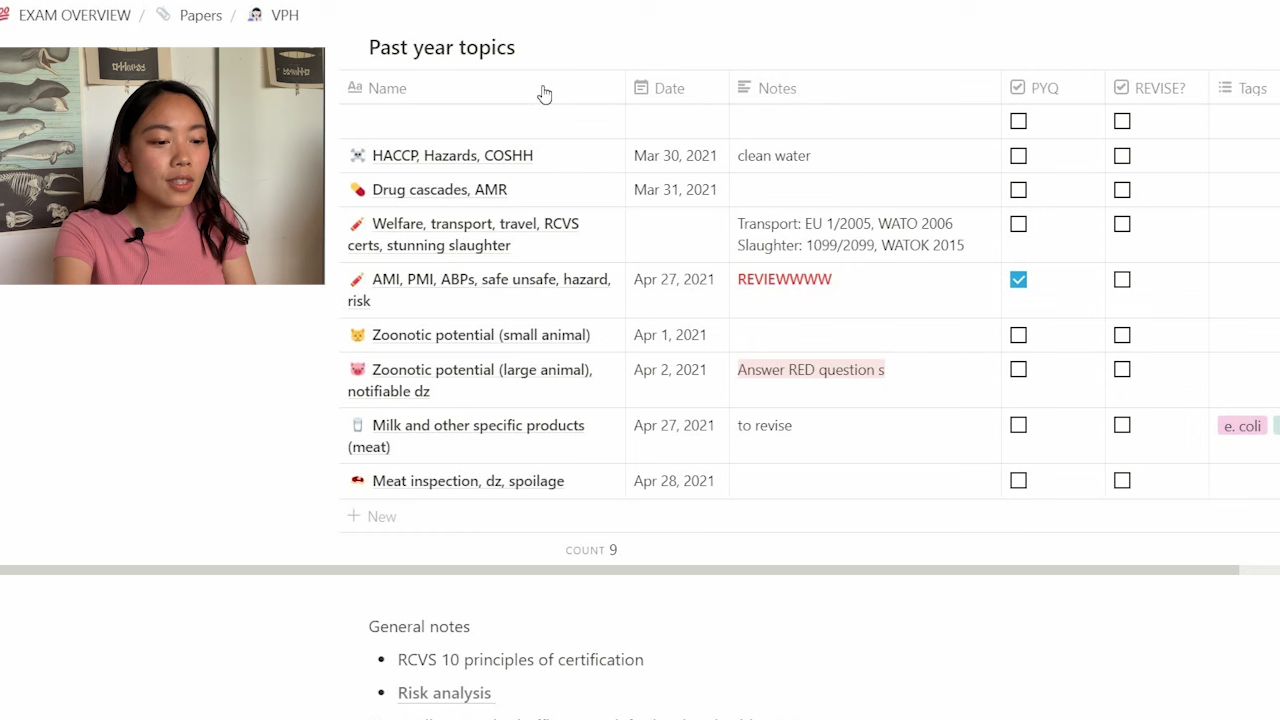 EXAM OVERVIEW / Papers / VPH
Past year topics
Aa Name Date Notes PYQ REVISE? Tags
HACCP, Hazards, COSHH Mar 30, 2021 clean water
Drug cascades, AMR Mar 31, 2021
Welfare, transport, travel, RCVS
certs, stunning slaughter
Transport: EU 1/2005, WATO 2006
Slaughter: 1099/2099, WATOK 2015
AMI, PMI, ABPs, safe unsafe, hazard,
risk
Apr 27, 2021 REVIEWWWW
Zoonotic potential (small animal) Apr 1, 2021
Zoonotic potential (large animal),
notifiable dz
Apr 2, 2021 Answer RED question s
Milk and other specific products
(meat)
Apr 27, 2021 to revise e. coli
Meat inspection, dz, spoilage Apr 28, 2021
+ New
COUNT 9
General notes
• RCVS 10 principles of certification
• Risk analysis